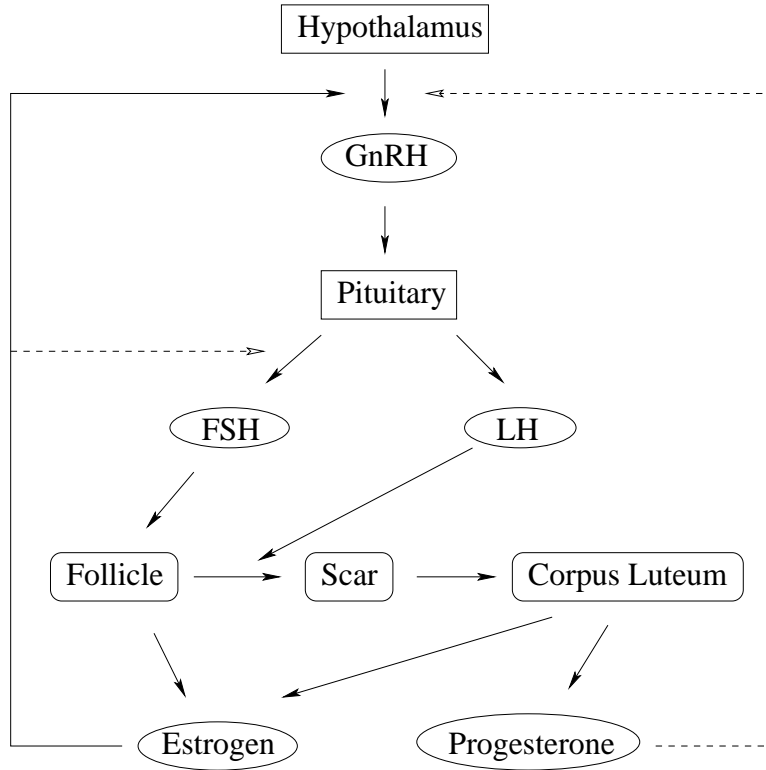 Hypothalamus
GnRH
Pituitary
FSH
LH
Follicle
Scar
Corpus Luteum
Estrogen
Progesterone